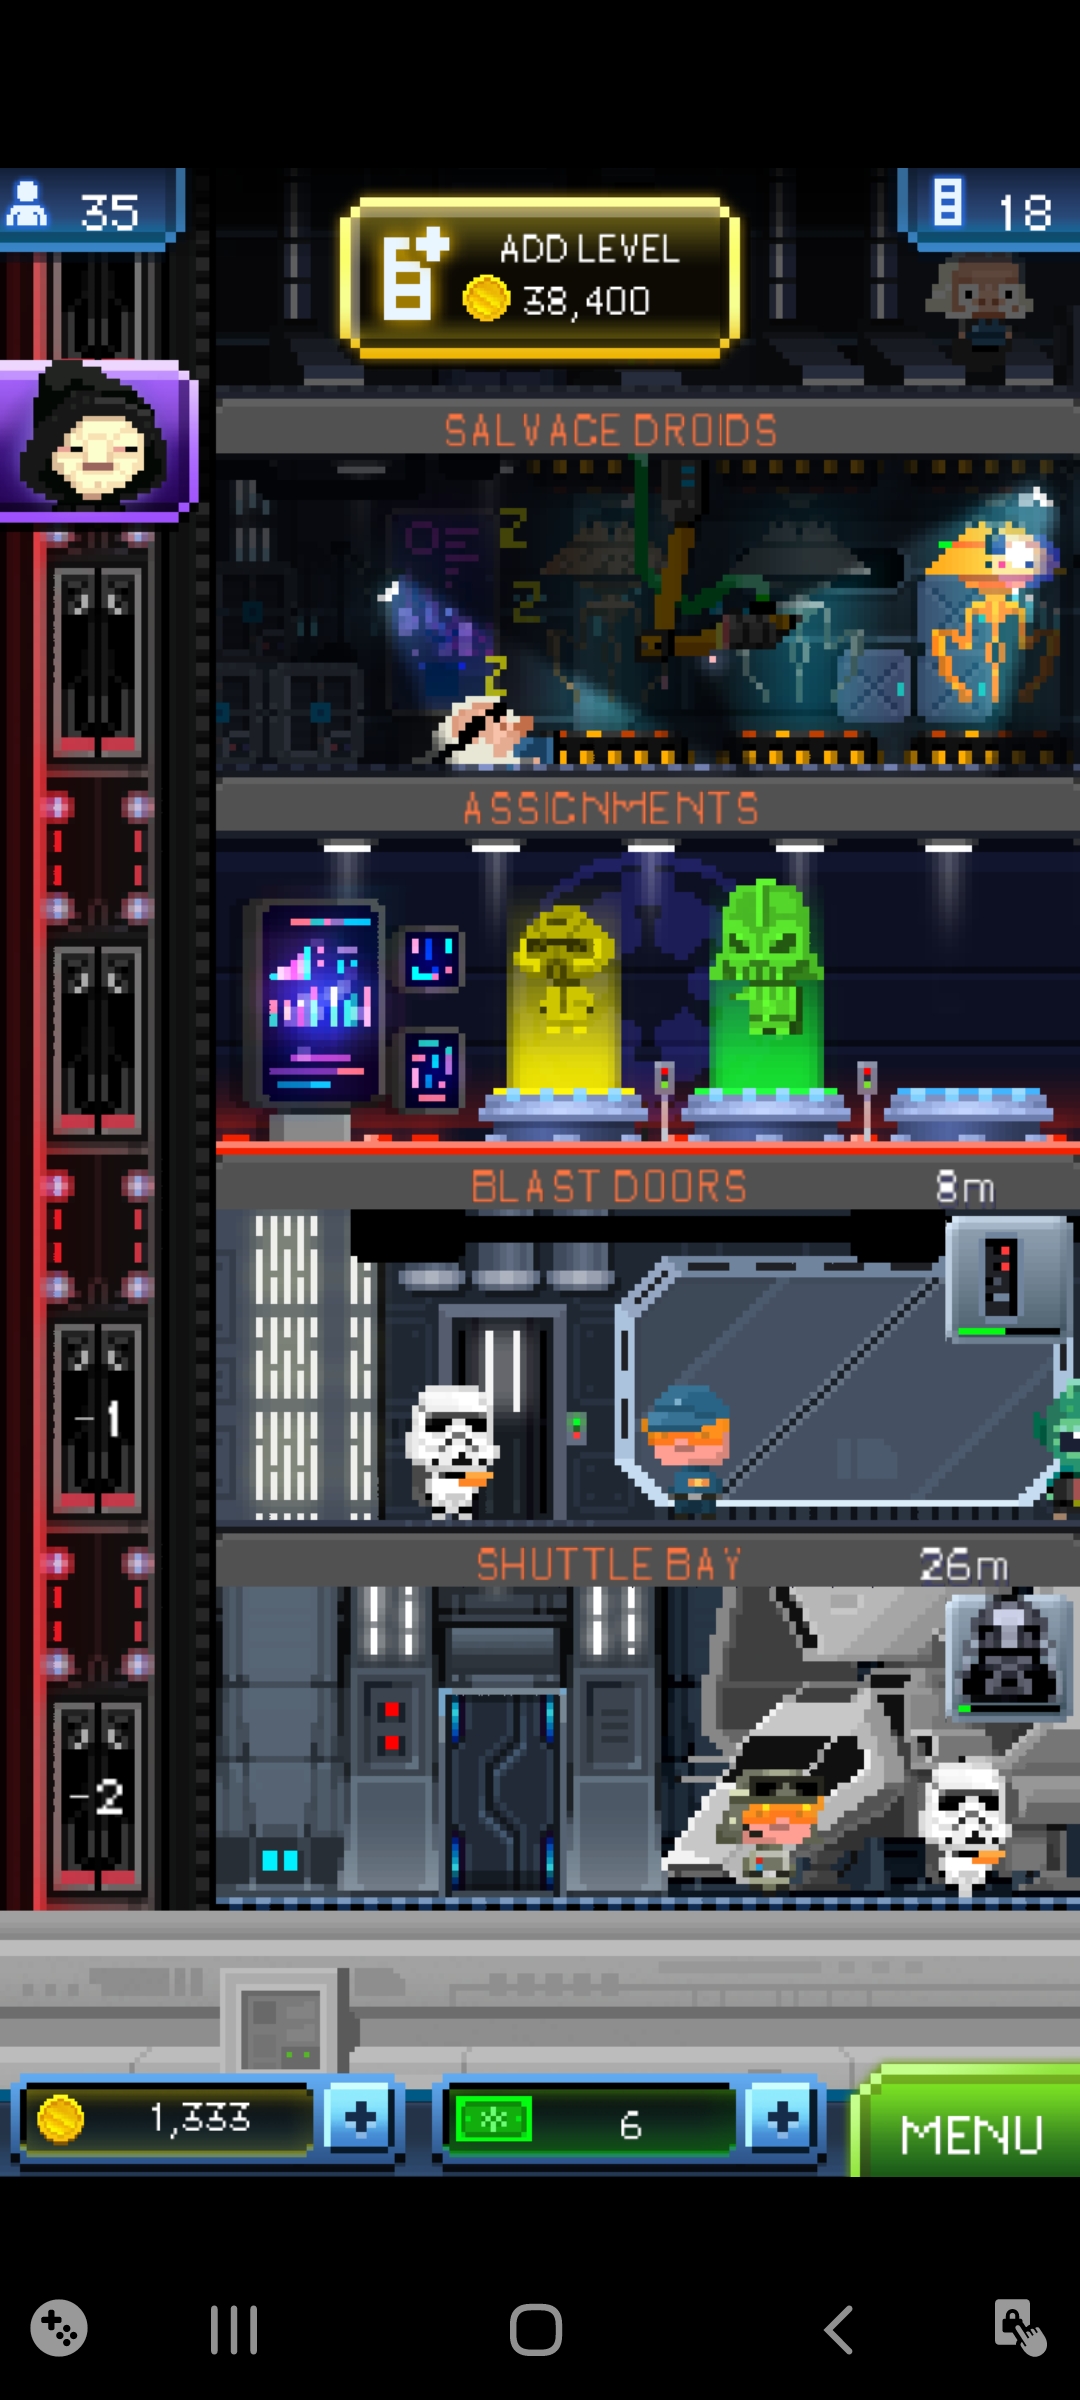 35
ADD LEVEL
38,400
18
SALVAGE DROIDS
Z
Z
Z
ASSIGNMENTS
BLAST DOORS 8m
-1
SHUTTLE BAY 26m
-2
1,333
6
MENU